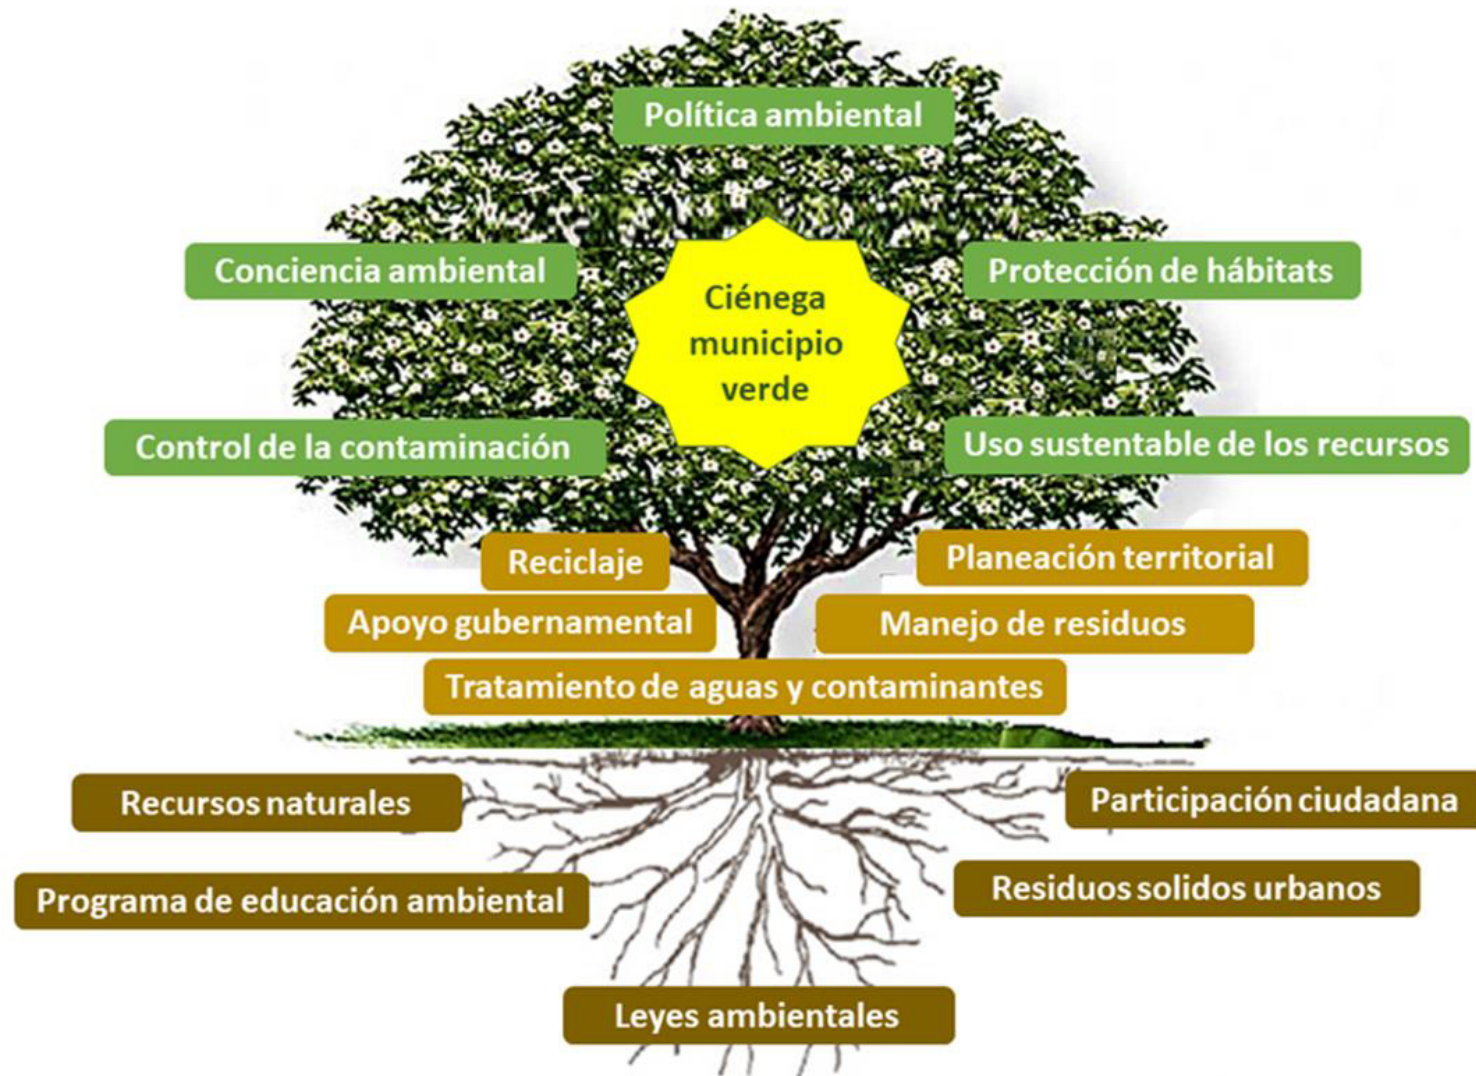 Política ambiental
Conciencia ambiental
Protección de hábitats
Ciénega
municipio
verde
Control de la contaminación
Uso sustentable de los recursos
Reciclaje
Planeación territorial
Apoyo gubernamental
Manejo de residuos
Tratamiento de aguas y contaminantes
Recursos naturales
Participación ciudadana
Programa de educación ambiental
Residuos solidos urbanos
Leyes ambientales